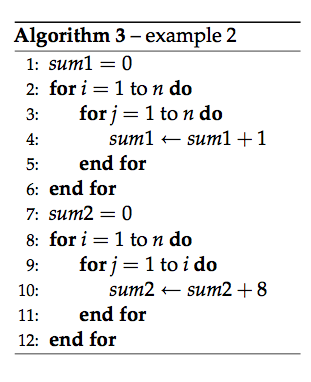 Algorithm 3 – example 2
1: sum1 = 0
2: for i = 1 to n do
3: for j = 1 to n do
4: sum1 ← sum1 + 1
5: end for
6: end for
7: sum2 = 0
8: for i = 1 to n do
9: for j = 1 to i do
10: sum2 ← sum2 + 8
11: end for
12: end for